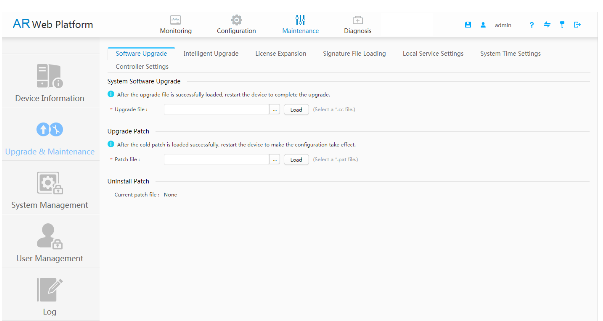 AR Web Platform
Monitoring
Configuration
Maintenance
Diagnosis
admin
?
Software Upgrade
Intelligent Upgrade
License Expansion
Signature File Loading
Local Service Settings
System Time Settings
Controller Settings
Device Information
Upgrade & Maintenance
System Management
User Management
Log
System Software Upgrade
After the upgrade file is successfully loaded, restart the device to complete the upgrade.
* Upgrade file :
...
Load
(Select a *.cc file.)
Upgrade Patch
After the cold patch is loaded successfully, restart the device to make the configuration take effect.
* Patch file :
...
Load
(Select a *.pat file.)
Uninstall Patch
Current patch file : None